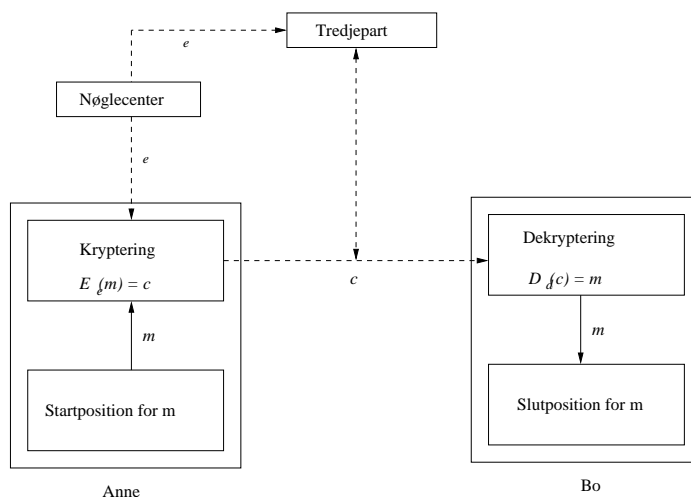 e
Tredjepart
Nøglecenter
e
Kryptering
E_e(m) = c
c
Dekryptering
D_d(c) = m
m
m
Startposition for m
Slutposition for m
Anne
Bo